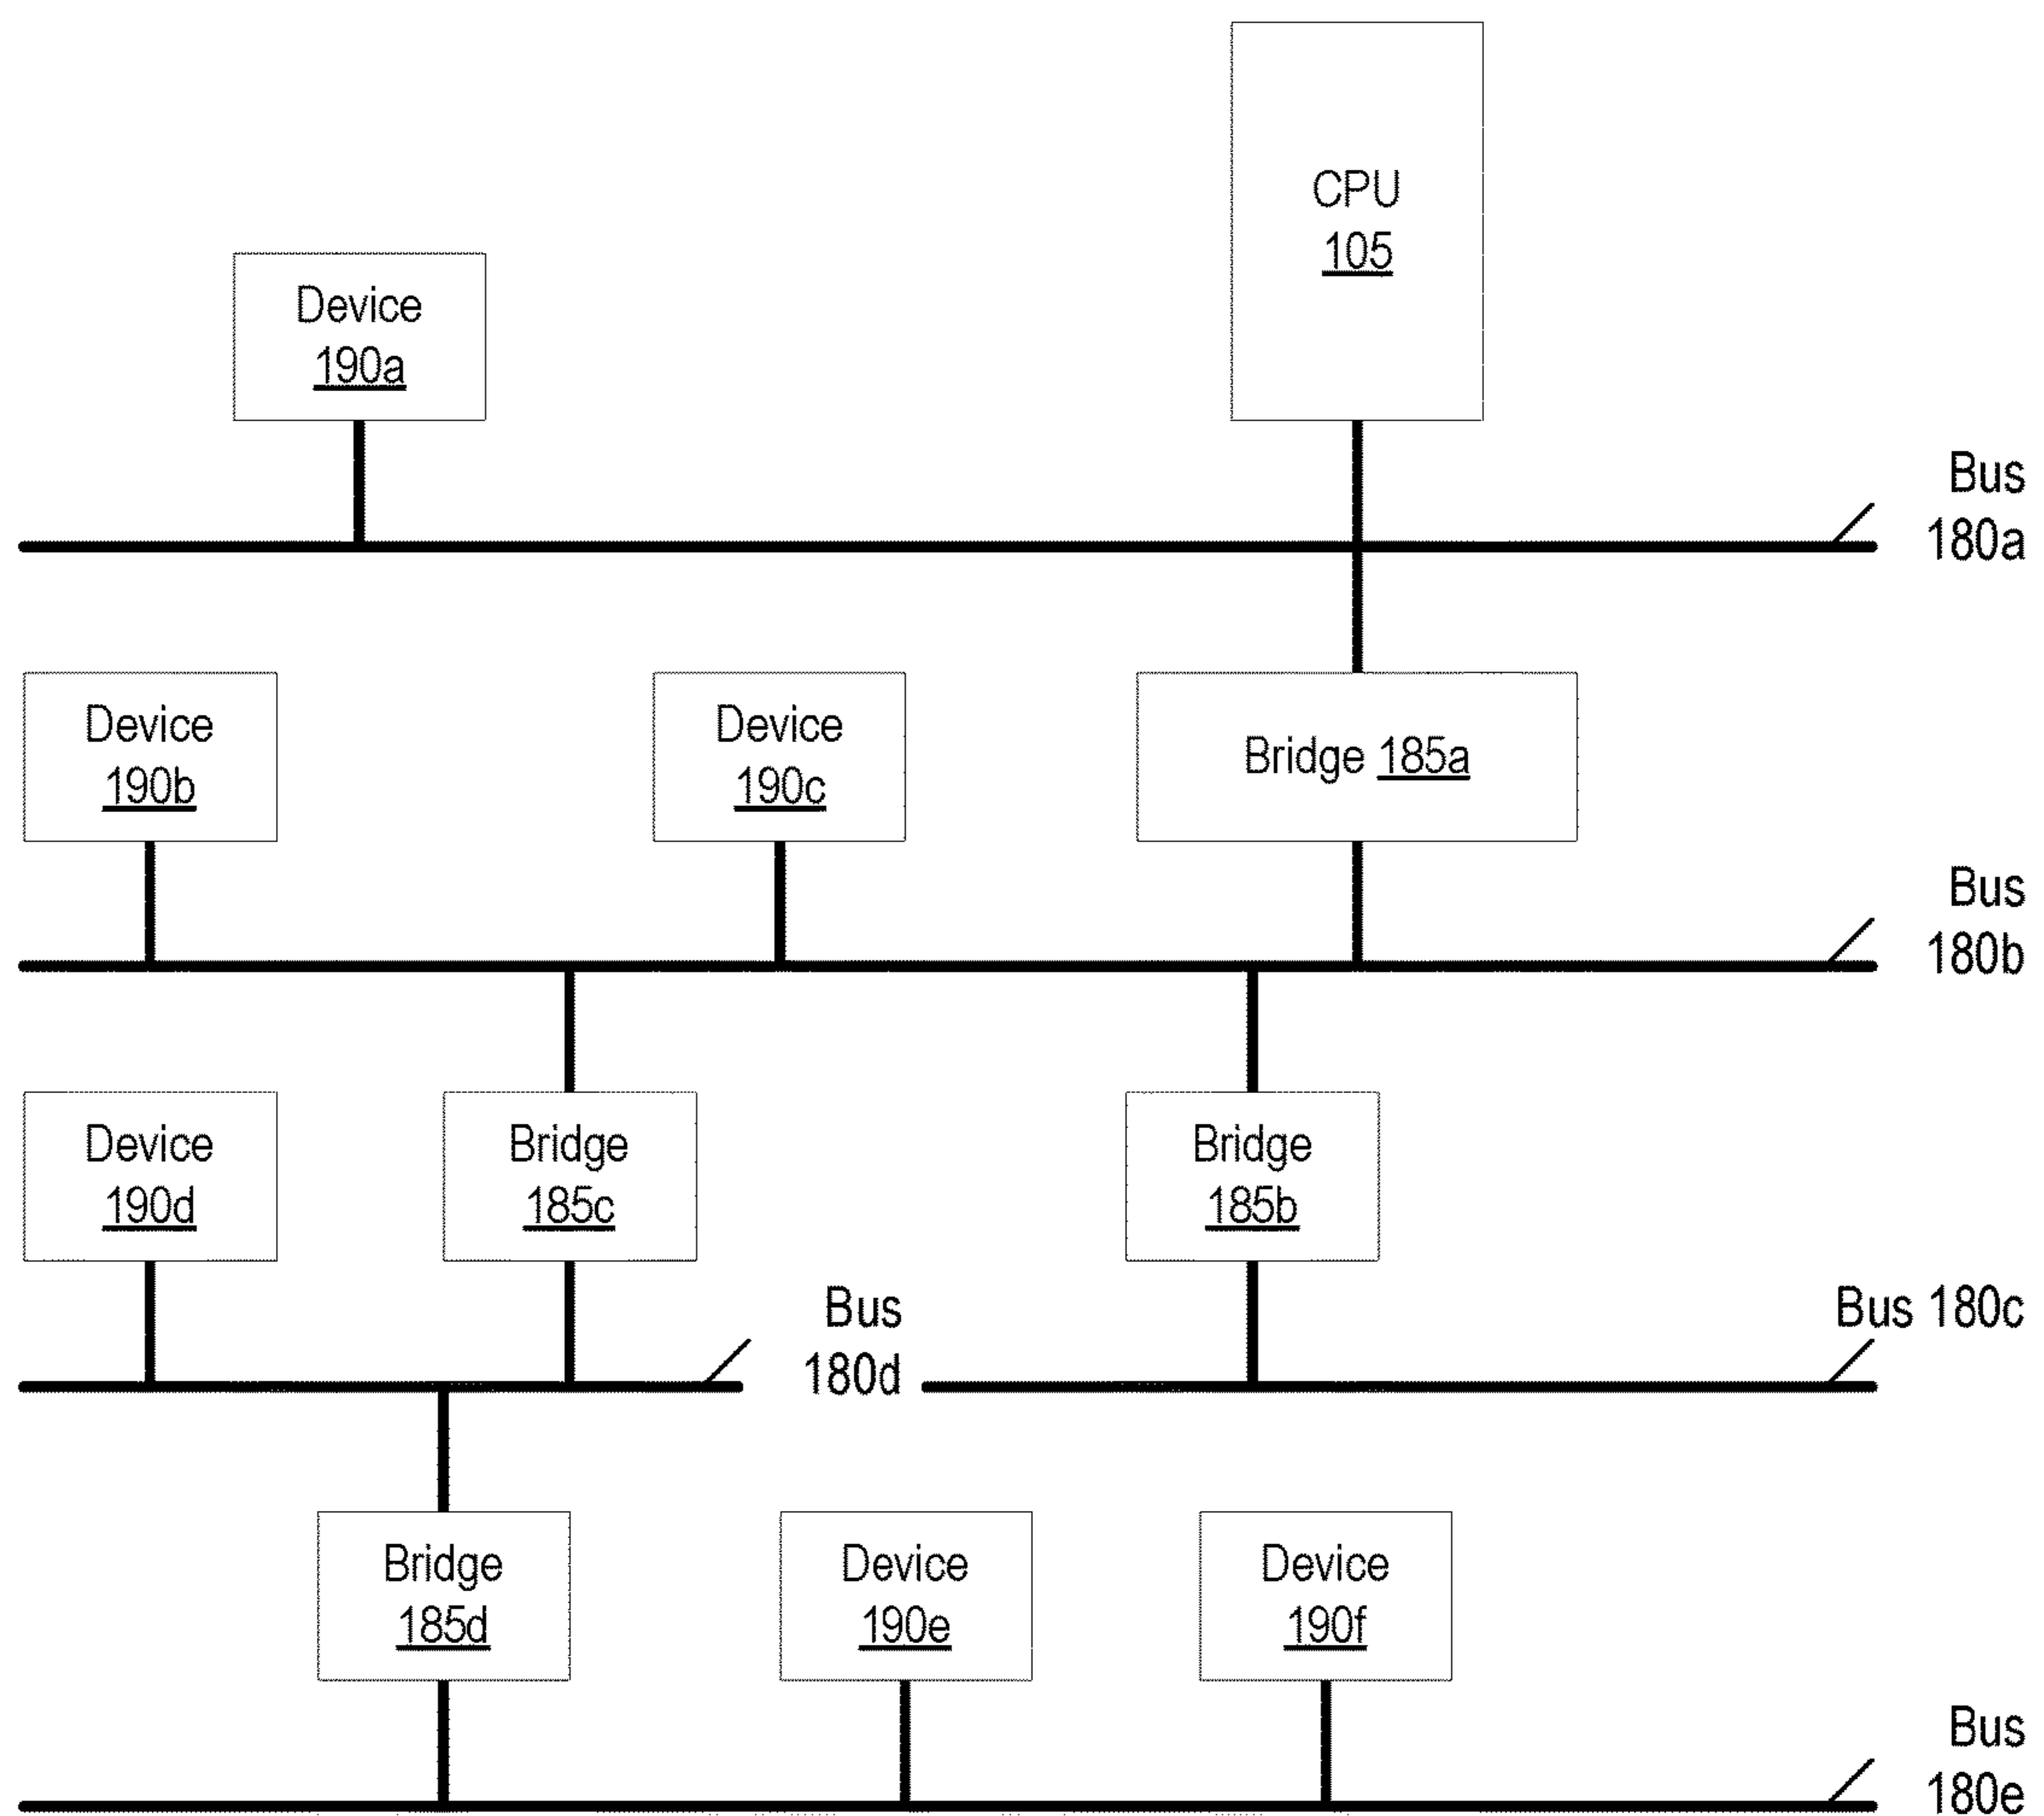 CPU
105
Device
190a
Bus
180a
Device
190b
Device
190c
Bridge 185a
Bus
180b
Device
190d
Bridge
185c
Bridge
185b
Bus
180d
Bus 180c
Bridge
185d
Device
190e
Device
190f
Bus
180e